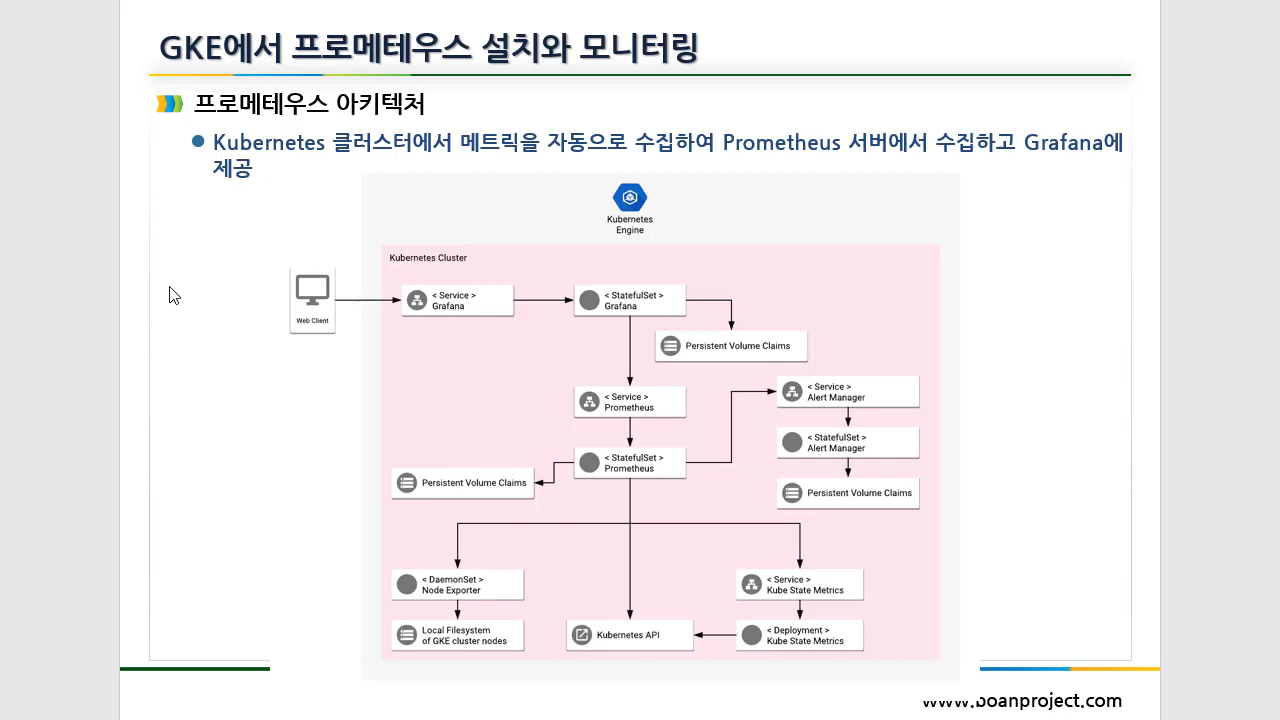 GKE에서 프로메테우스 설치와 모니터링
프로메테우스 아키텍처
Kubernetes 클러스터에서 메트릭을 자동으로 수집하여 Prometheus 서버에서 수집하고 Grafana에
제공
Kubernetes
Engine
Kubernetes Cluster
Web Client
< Service >
Grafana
< StatefulSet >
Grafana
Persistent Volume Claims
< Service >
Prometheus
< Service >
Alert Manager
< StatefulSet >
Prometheus
< StatefulSet >
Alert Manager
Persistent Volume Claims
Persistent Volume Claims
< DaemonSet >
Node Exporter
< Service >
Kube State Metrics
Local Filesystem
of GKE cluster nodes
Kubernetes API
< Deployment >
Kube State Metrics
www.boanproject.com